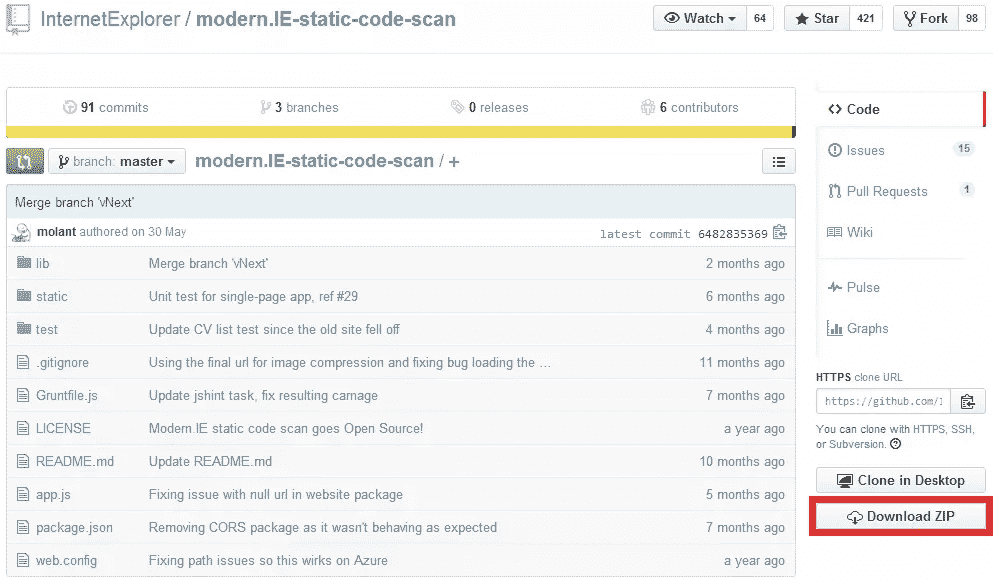 InternetExplorer / modern.IE-static-code-scan
Watch 64 Star 421 Fork 98
91 commits 3 branches 0 releases 6 contributors
branch: master modern.IE-static-code-scan / +
Merge branch 'vNext'
molant authored on 30 May latest commit 6482835369
lib Merge branch 'vNext' 2 months ago
static Unit test for single-page app, ref #29 6 months ago
test Update CV list test since the old site fell off 4 months ago
.gitignore Using the final url for image compression and fixing bug loading the ... 11 months ago
Gruntfile.js Update jshint task, fix resulting carnage 7 months ago
LICENSE Modern.IE static code scan goes Open Source! a year ago
README.md Update README.md 10 months ago
app.js Fixing issue with null url in website package 5 months ago
package.json Removing CORS package as it wasn't behaving as expected 7 months ago
web.config Fixing path issues so this wirks on Azure a year ago
Code
Issues 15
Pull Requests 1
Wiki
Pulse
Graphs
HTTPS clone URL
https://github.com/I
You can clone with HTTPS, SSH,
or Subversion.
Clone in Desktop
Download ZIP